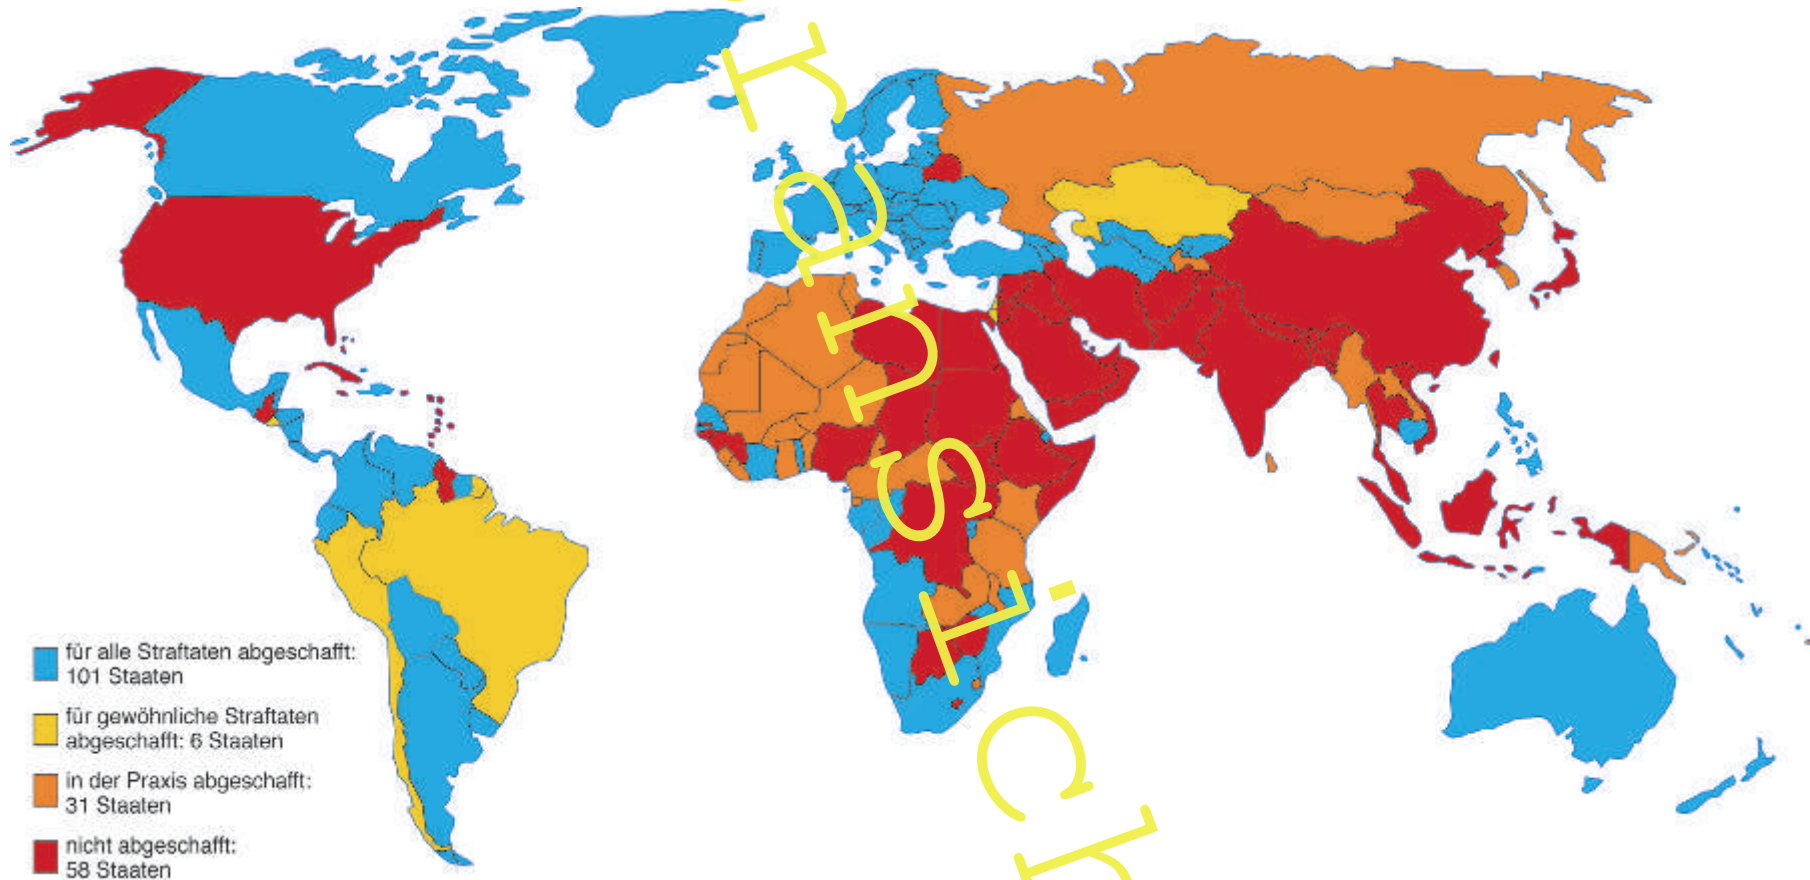 für alle Straftaten abgeschafft:
101 Staaten
für gewöhnliche Straftaten
abgeschafft: 6 Staaten
in der Praxis abgeschafft:
31 Staaten
nicht abgeschafft:
58 Staaten